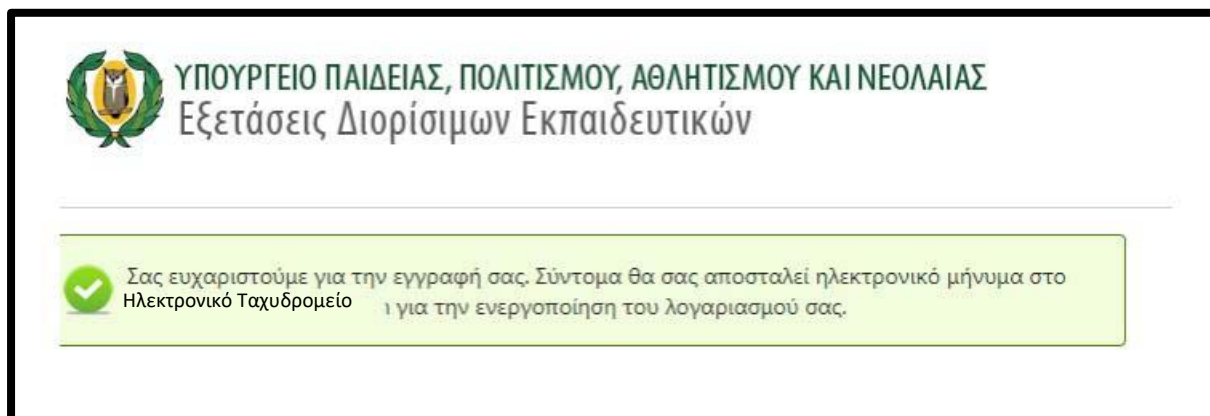 ΥΠΟΥΡΓΕΙΟ ΠΑΙΔΕΙΑΣ, ΠΟΛΙΤΙΣΜΟΥ, ΑΘΛΗΤΙΣΜΟΥ ΚΑΙ ΝΕΟΛΑΙΑΣ
Εξετάσεις Διορίσιμων Εκπαιδευτικών
Σας ευχαριστούμε για την εγγραφή σας. Σύντομα θα σας αποσταλεί ηλεκτρονικό μήνυμα στο
Ηλεκτρονικό Ταχυδρομείο για την ενεργοποίηση του λογαριασμού σας.